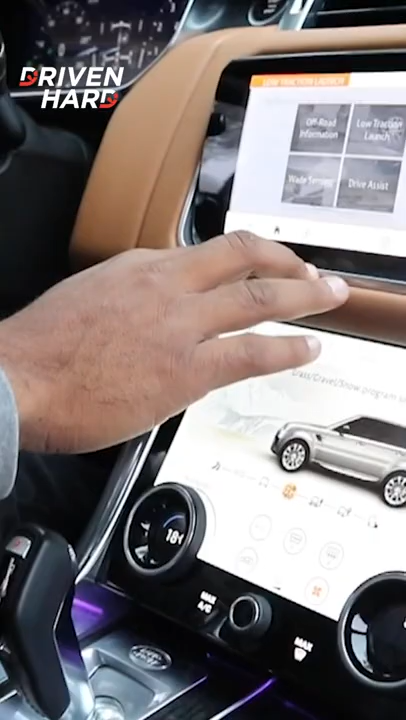 DRIVEN
HARD
LOW TRACTION LAUNCH
Off-Road
Information
Low Traction
Launch
Wade Sensing
Drive Assist
Grass/Gravel/Snow program
18°
MAX
A/C
MAX